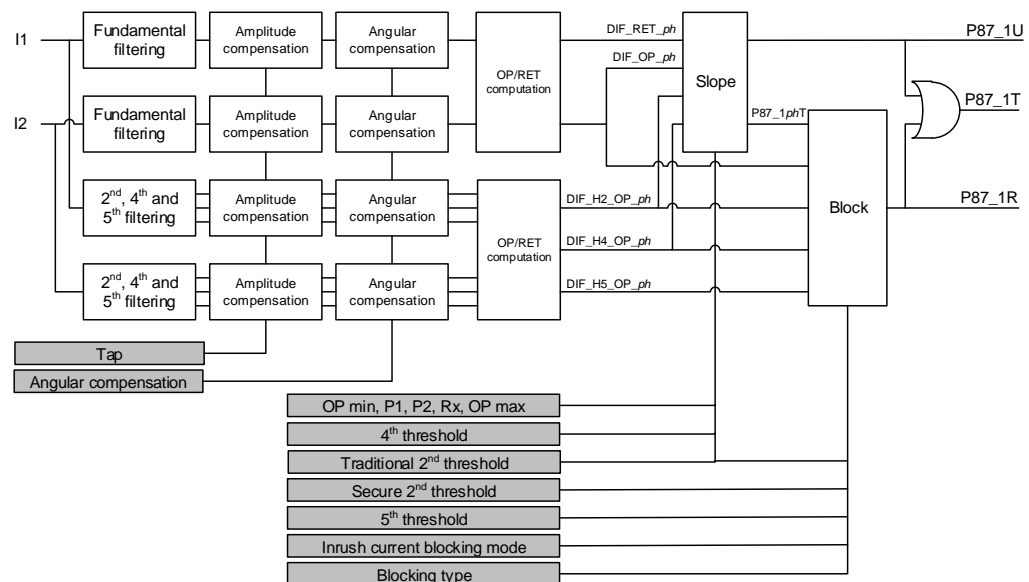 I1
Fundamental
filtering
Amplitude
compensation
Angular
compensation
OP/RET
computation
DIF_RET_ph
DIF_OP_ph
Slope
P87_1U
P87_1T
I2
Fundamental
filtering
Amplitude
compensation
Angular
compensation
P87_1phT
2nd, 4th and
5th filtering
Amplitude
compensation
Angular
compensation
OP/RET
computation
DIF_H2_OP_ph
DIF_H4_OP_ph
DIF_H5_OP_ph
Block
P87_1R
2nd, 4th and
5th filtering
Amplitude
compensation
Angular
compensation
Tap
Angular compensation
OP min, P1, P2, Rx, OP max
4th threshold
Traditional 2nd threshold
Secure 2nd threshold
5th threshold
Inrush current blocking mode
Blocking type